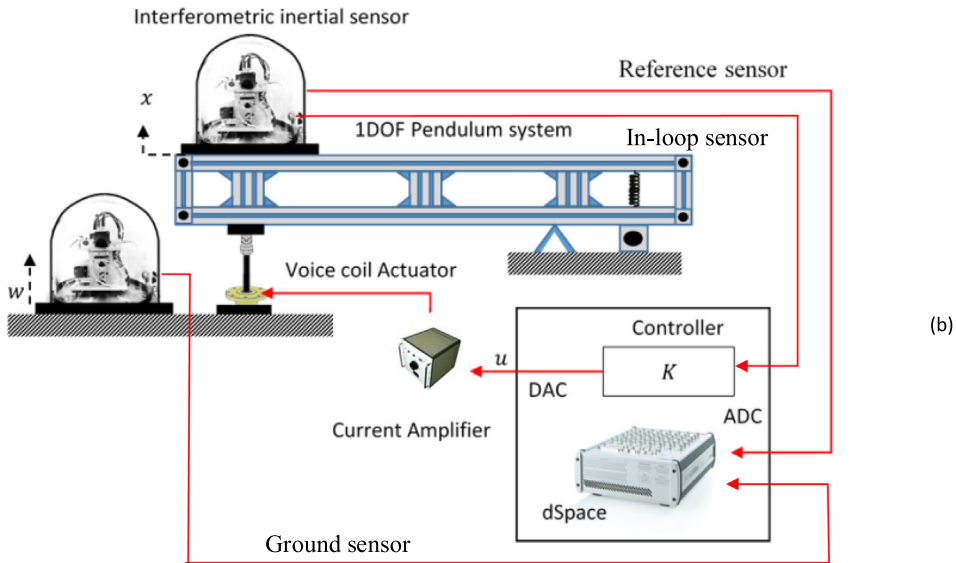 Interferometric inertial sensor
Reference sensor
x
1DOF Pendulum system
In-loop sensor
w
Voice coil Actuator
(b)
Controller
u
K
DAC
ADC
Current Amplifier
dSpace
Ground sensor